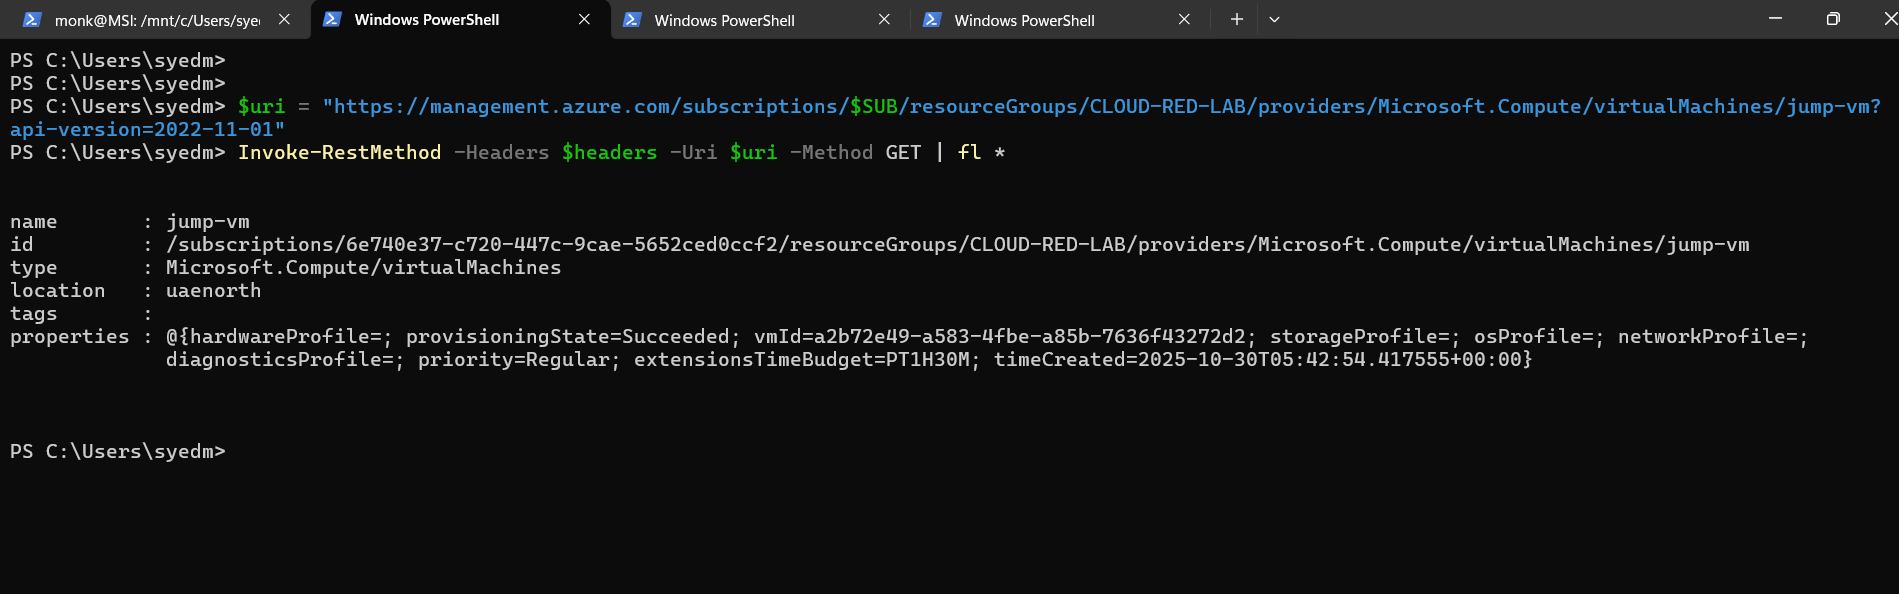 monk@MSI: /mnt/c/Users/sye
Windows PowerShell
Windows PowerShell
Windows PowerShell
PS C:\Users\syedm>
PS C:\Users\syedm>
PS C:\Users\syedm> $uri = "https://management.azure.com/subscriptions/$SUB/resourceGroups/CLOUD-RED-LAB/providers/Microsoft.Compute/virtualMachines/jump-vm?
api-version=2022-11-01"
PS C:\Users\syedm> Invoke-RestMethod -Headers $headers -Uri $uri -Method GET | fl *
name       : jump-vm
id         : /subscriptions/6e740e37-c720-447c-9cae-5652ced0ccf2/resourceGroups/CLOUD-RED-LAB/providers/Microsoft.Compute/virtualMachines/jump-vm
type       : Microsoft.Compute/virtualMachines
location   : uaenorth
tags       :
properties : @{hardwareProfile=; provisioningState=Succeeded; vmId=a2b72e49-a583-4fbe-a85b-7636f43272d2; storageProfile=; osProfile=; networkProfile=;
diagnosticsProfile=; priority=Regular; extensionsTimeBudget=PT1H30M; timeCreated=2025-10-30T05:42:54.417555+00:00}
PS C:\Users\syedm>